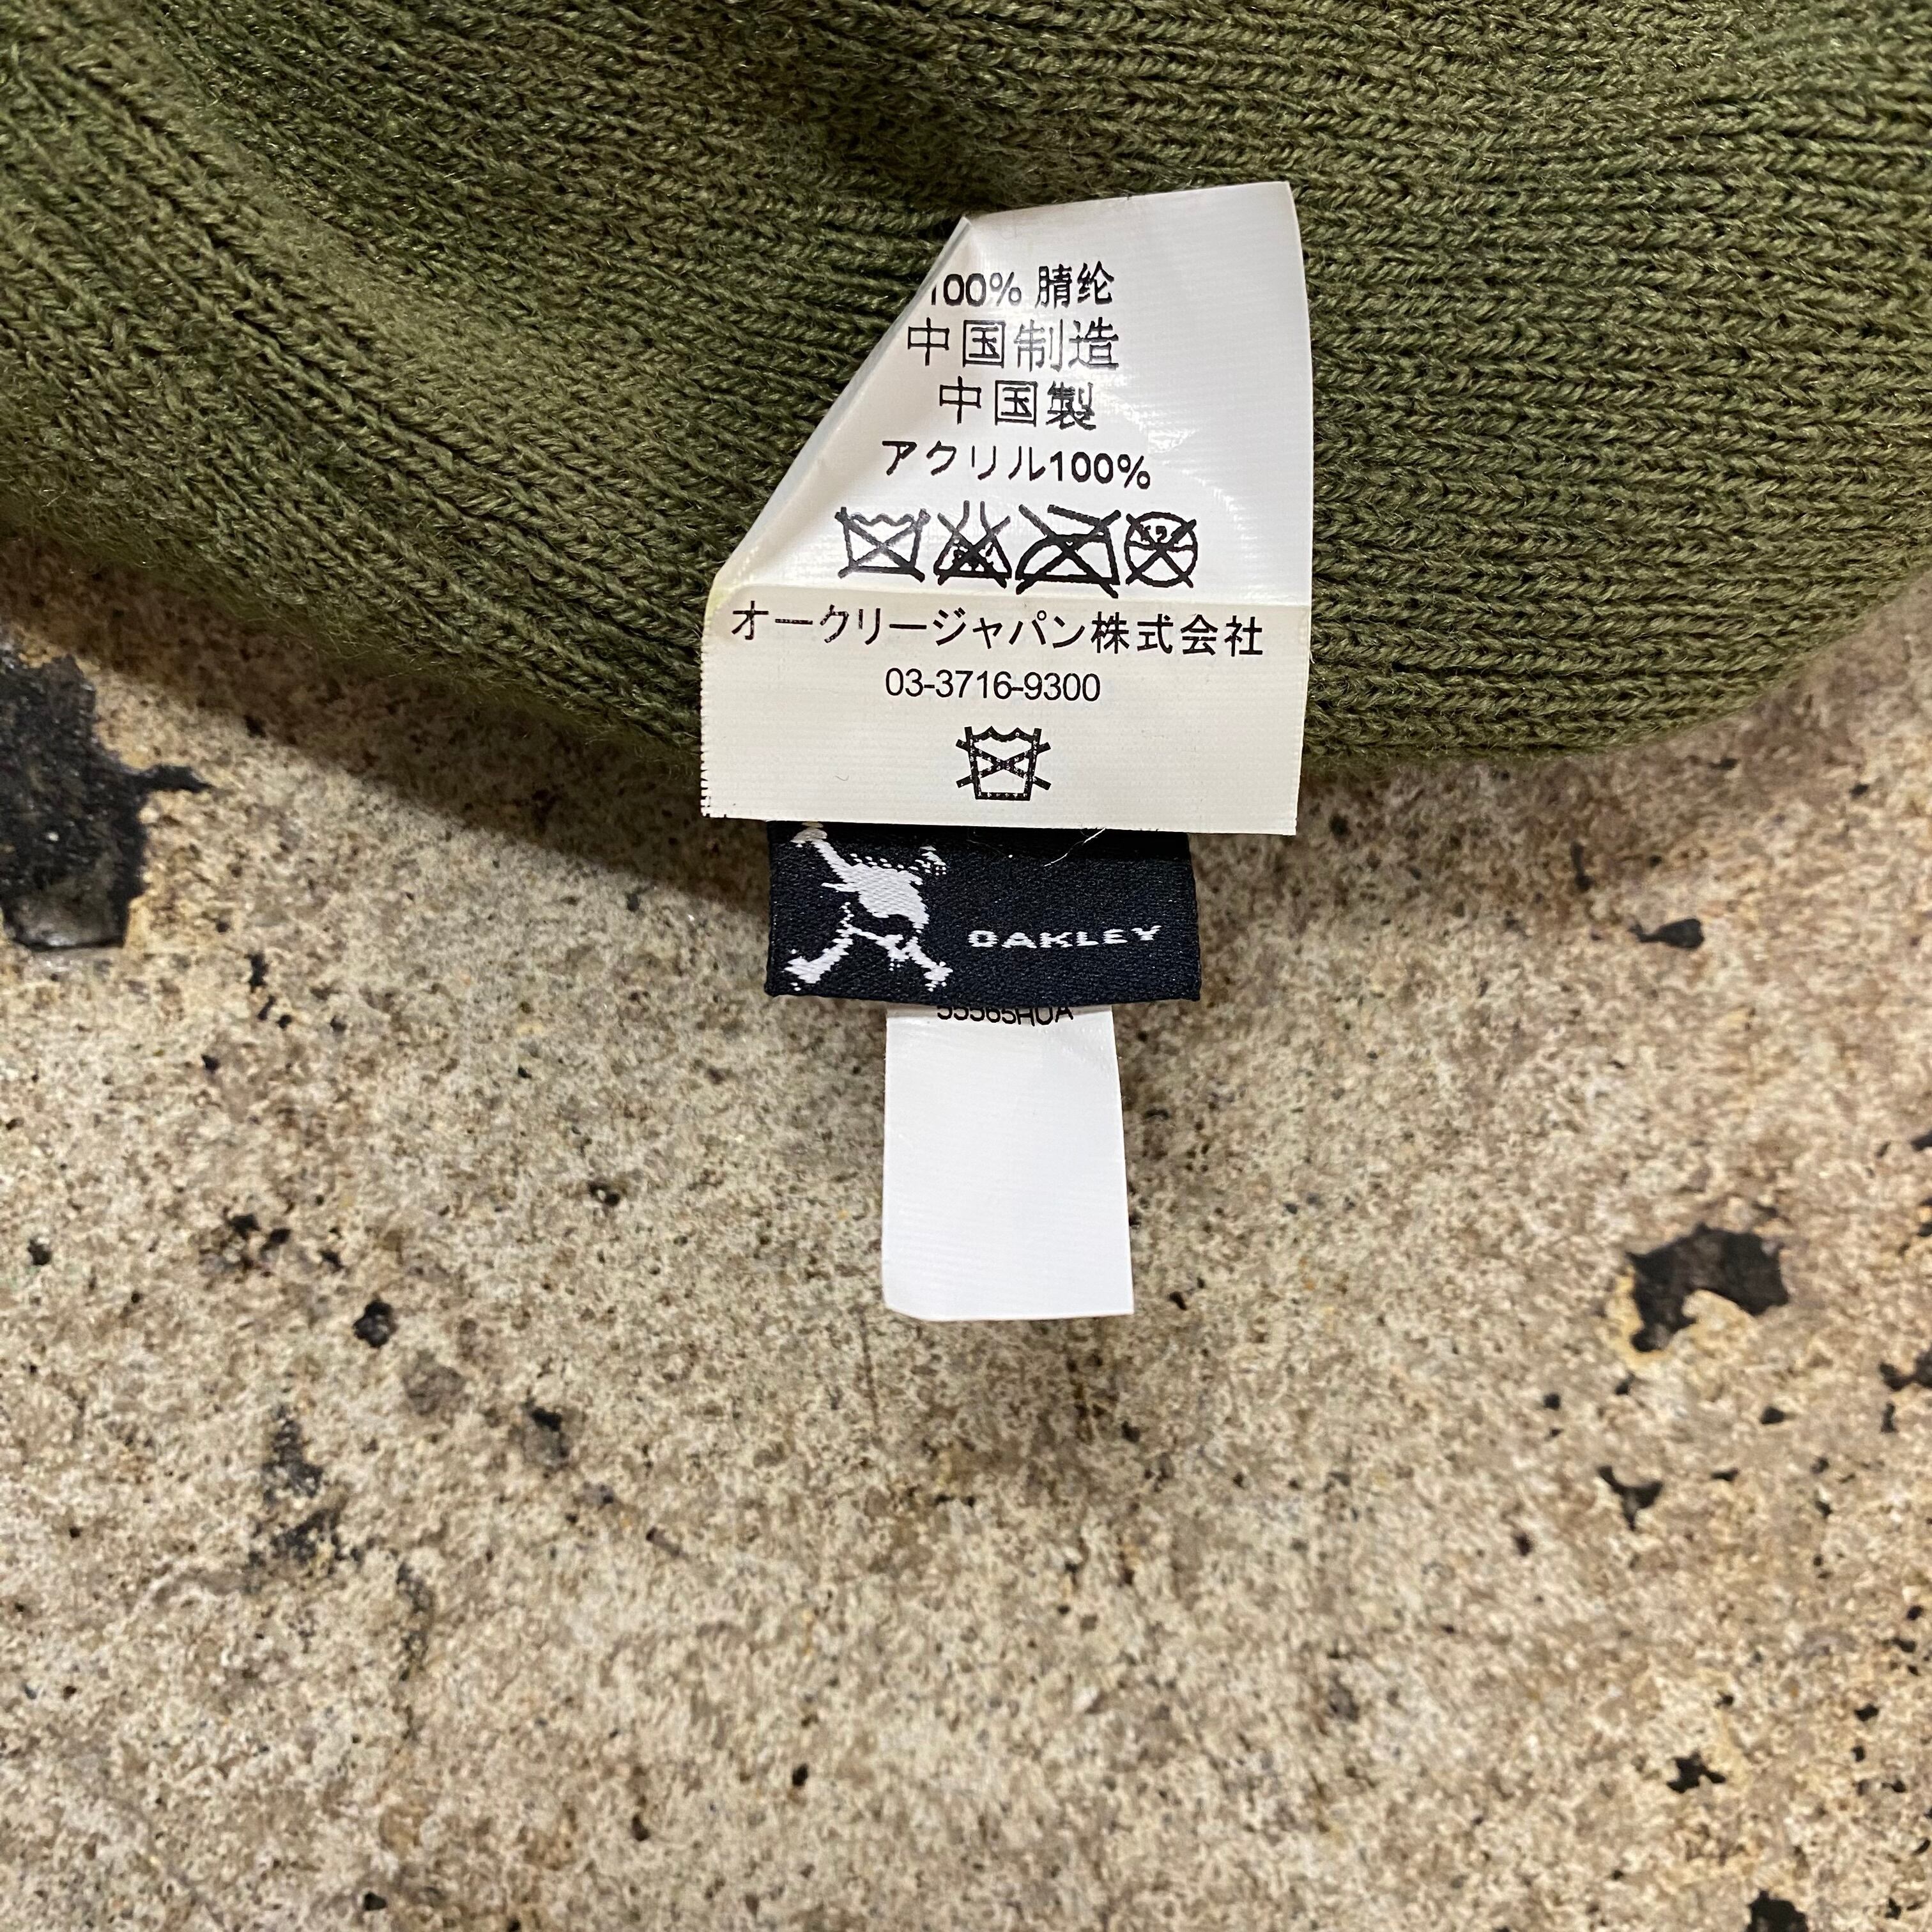 100% 腈纶
中国制造
中国製
アクリル100%
オークリージャパン株式会社
03-3716-9300
OAKLEY
55565HUA